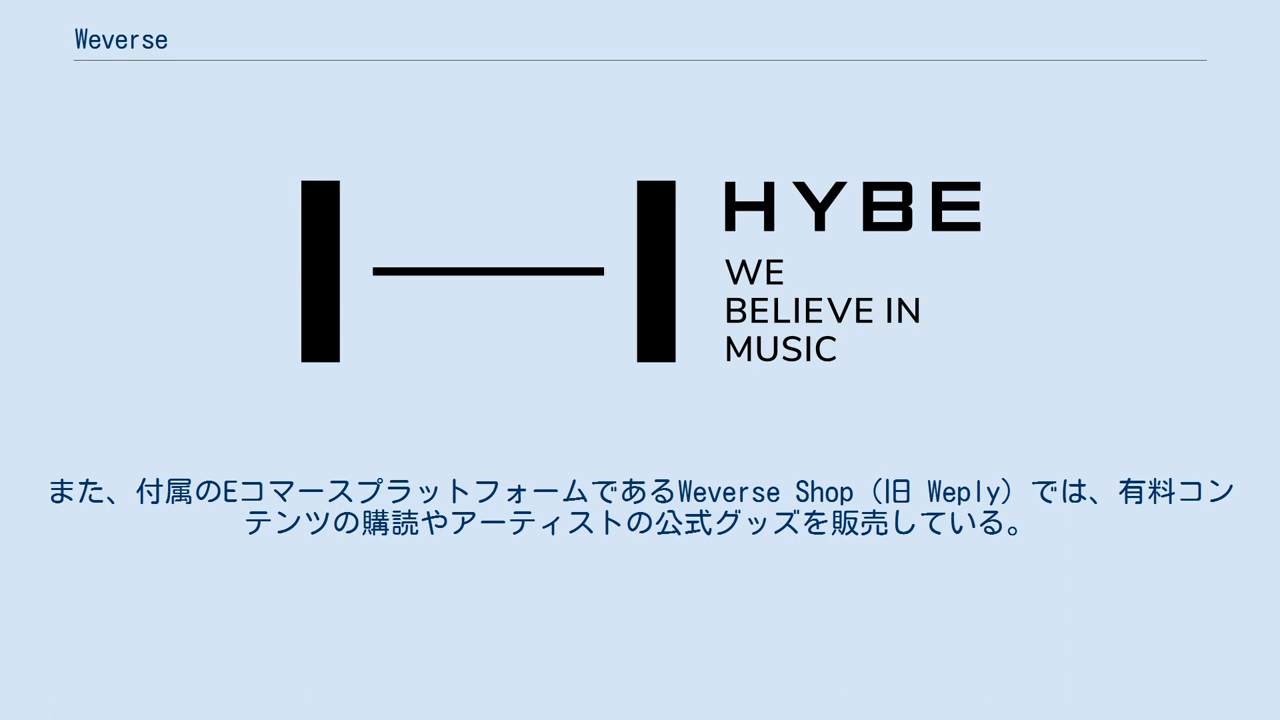 Weverse
HYBE
WE
BELIEVE IN
MUSIC
また、付属のEコマースプラットフォームであるWeverse Shop（旧 Weply）では、有料コン
テンツの購読やアーティストの公式グッズを販売している。